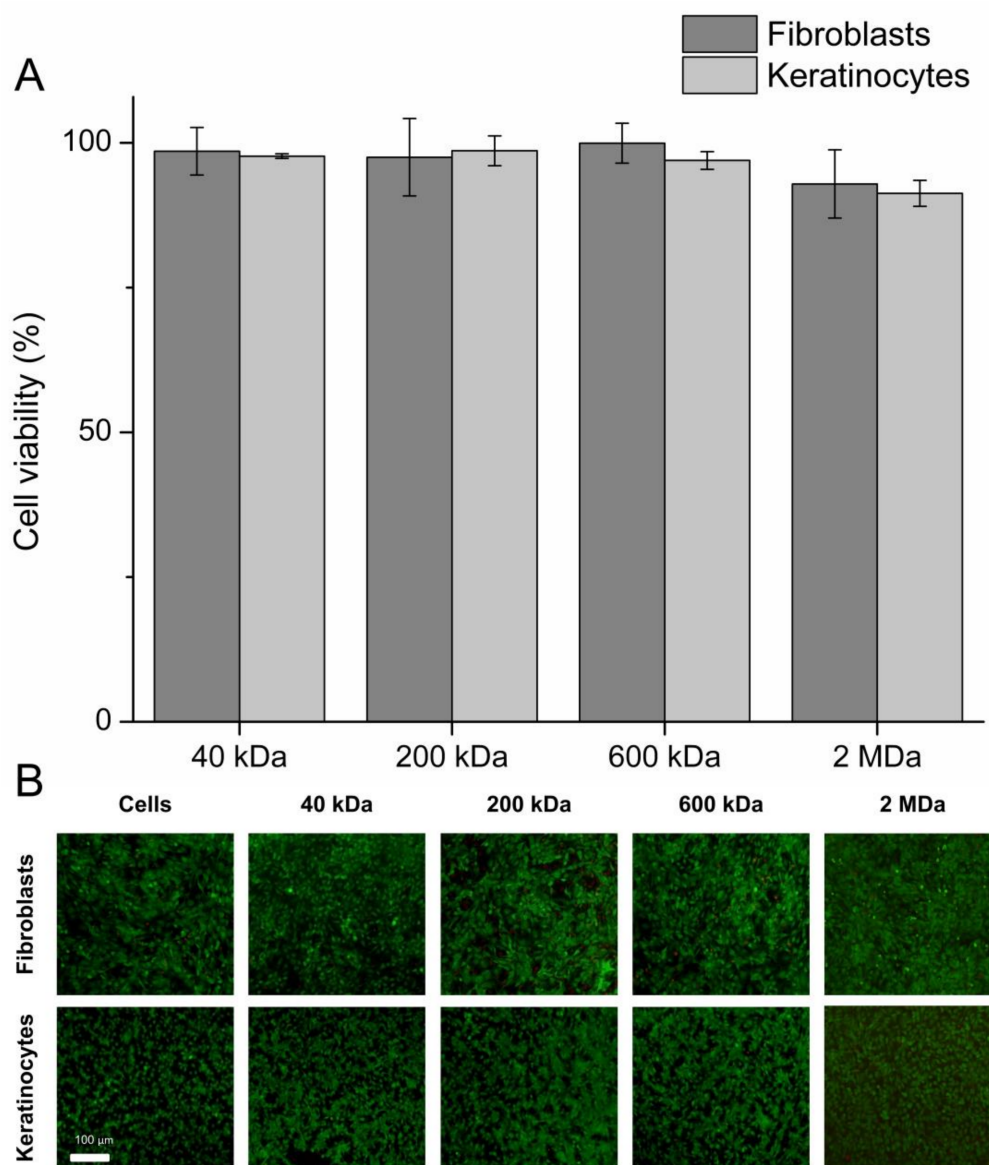 A
Fibroblasts
Keratinocytes
Cell viability (%)
100
50
0
40 kDa 200 kDa 600 kDa 2 MDa
B
Cells 40 kDa 200 kDa 600 kDa 2 MDa
Fibroblasts
Keratinocytes
100 µm